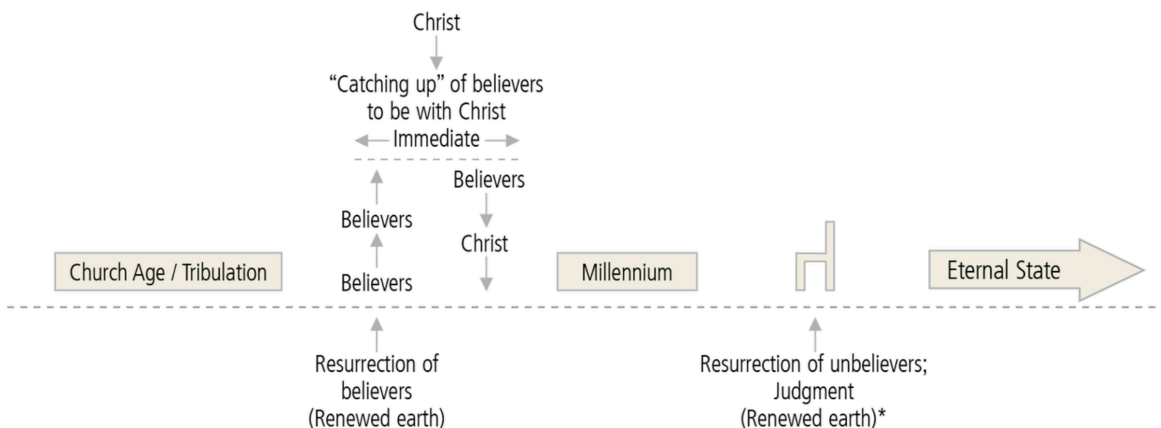 Christ
“Catching up” of believers
to be with Christ
Immediate
Believers
Believers
Christ
Church Age / Tribulation
Believers
Millennium
Eternal State
Resurrection of
believers
(Renewed earth)
Resurrection of unbelievers;
Judgment
(Renewed earth)*